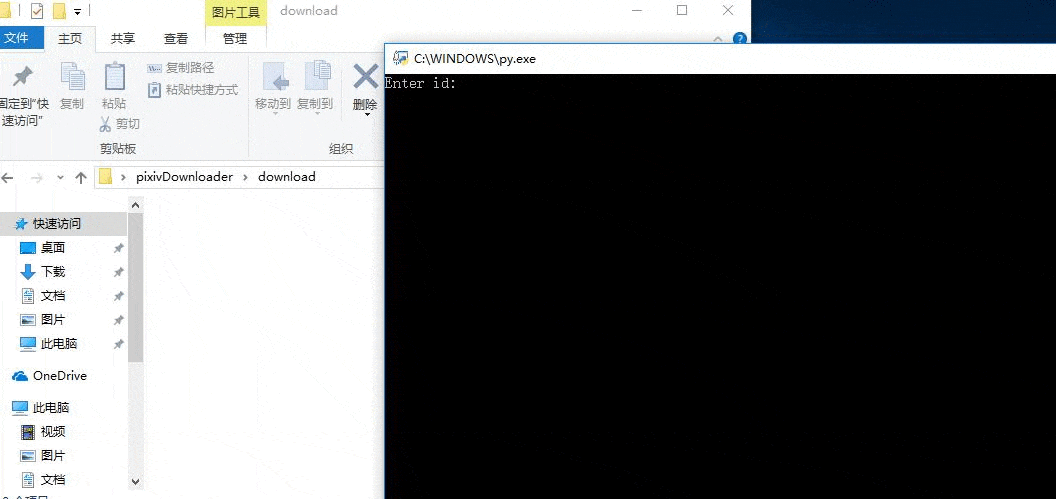 图片工具
download
文件
主页
共享
查看
管理
C:\WINDOWS\py.exe
Enter id:
固定到"快
速访问"
复制
粘贴
复制路径
粘贴快捷方式
剪切
剪贴板
移动到
复制到
删除
组织
pixivDownloader
download
快速访问
桌面
下载
文档
图片
此电脑
OneDrive
此电脑
视频
图片
文档